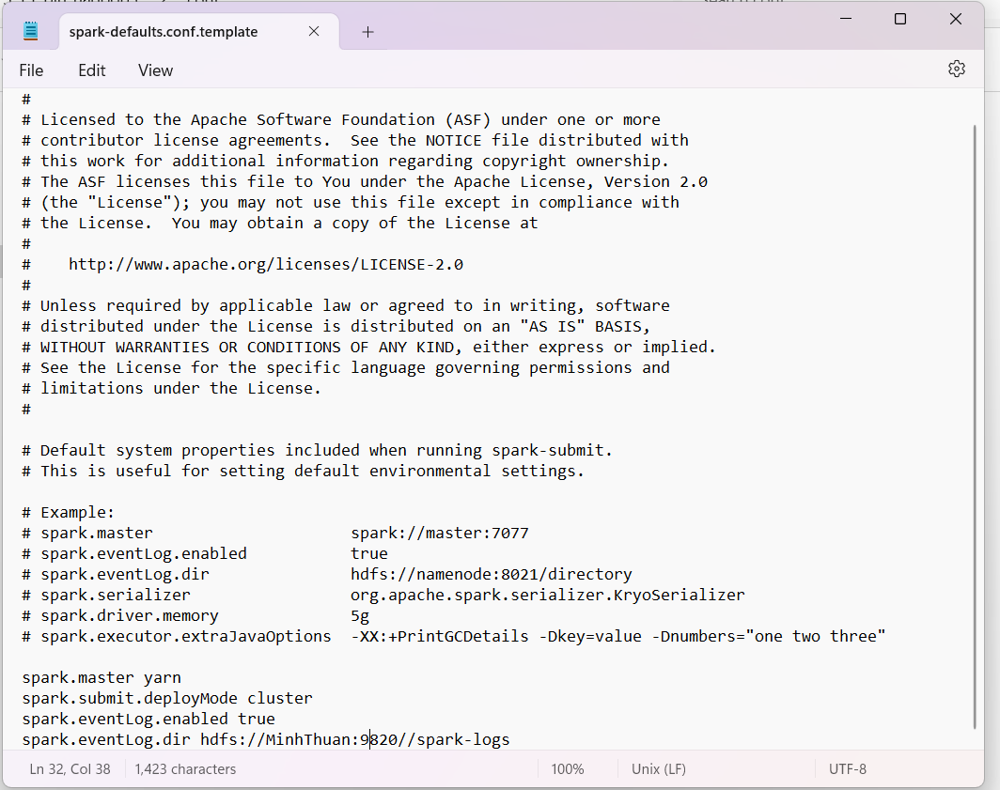 spark-defaults.conf.template
File Edit View
#
# Licensed to the Apache Software Foundation (ASF) under one or more
# contributor license agreements.  See the NOTICE file distributed with
# this work for additional information regarding copyright ownership.
# The ASF licenses this file to You under the Apache License, Version 2.0
# (the "License"); you may not use this file except in compliance with
# the License.  You may obtain a copy of the License at
#
#    http://www.apache.org/licenses/LICENSE-2.0
#
# Unless required by applicable law or agreed to in writing, software
# distributed under the License is distributed on an "AS IS" BASIS,
# WITHOUT WARRANTIES OR CONDITIONS OF ANY KIND, either express or implied.
# See the License for the specific language governing permissions and
# limitations under the License.
#

# Default system properties included when running spark-submit.
# This is useful for setting default environmental settings.

# Example:
# spark.master                     spark://master:7077
# spark.eventLog.enabled           true
# spark.eventLog.dir               hdfs://namenode:8021/directory
# spark.serializer                 org.apache.spark.serializer.KryoSerializer
# spark.driver.memory              5g
# spark.executor.extraJavaOptions  -XX:+PrintGCDetails -Dkey=value -Dnumbers="one two three"

spark.master yarn
spark.submit.deployMode cluster
spark.eventLog.enabled true
spark.eventLog.dir hdfs://MinhThuan:9820//spark-logs
Ln 32, Col 38 1,423 characters 100% Unix (LF) UTF-8